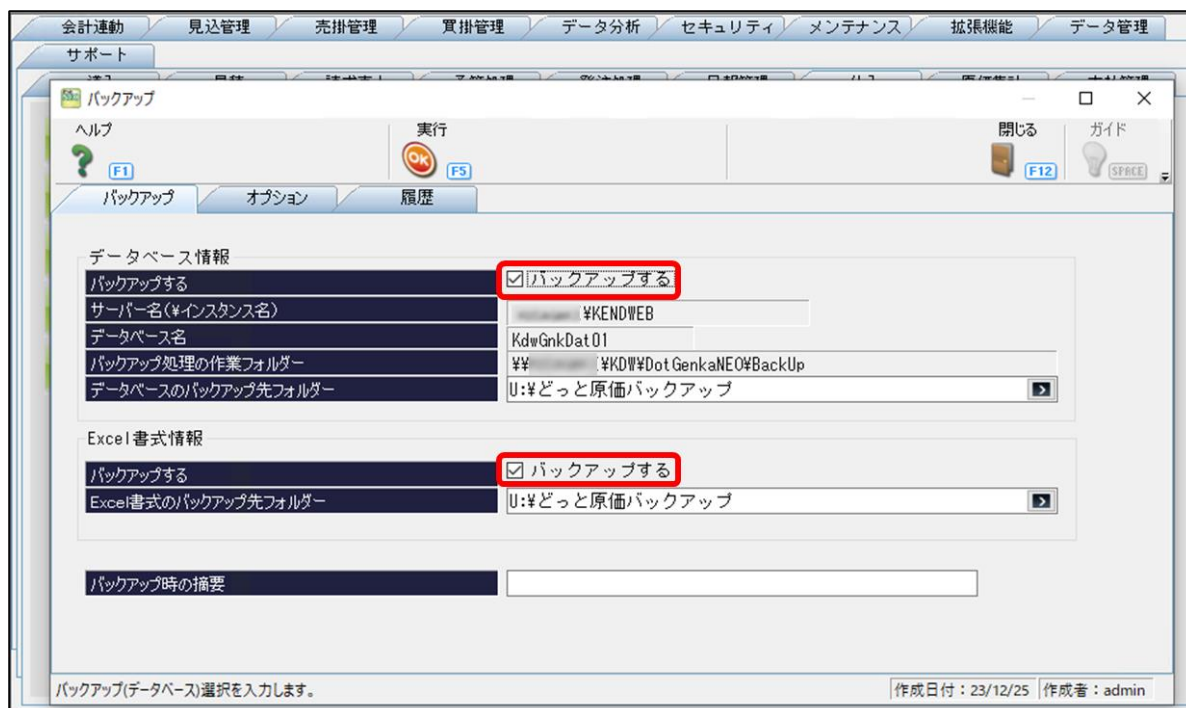 会計連動 見込管理 売掛管理 買掛管理 データ分析 セキュリティ メンテナンス 拡張機能 データ管理
サポート
バックアップ
ヘルプ 実行 閉じる ガイド
F1 OK F5 F12 SPACE
バックアップ オプション 履歴
データベース情報
バックアップする バックアップする
サーバー名(¥インスタンス名) ¥KENDWEB
データベース名 KdwGnkDat01
バックアップ処理の作業フォルダー ¥¥ ¥KDW¥DotGenkaNEO¥BackUp
データベースのバックアップ先フォルダー U:¥どっと原価バックアップ
Excel書式情報
バックアップする バックアップする
Excel書式のバックアップ先フォルダー U:¥どっと原価バックアップ
バックアップ時の摘要
バックアップ(データベース)選択を入力します。 作成日付:23/12/25 作成者:admin